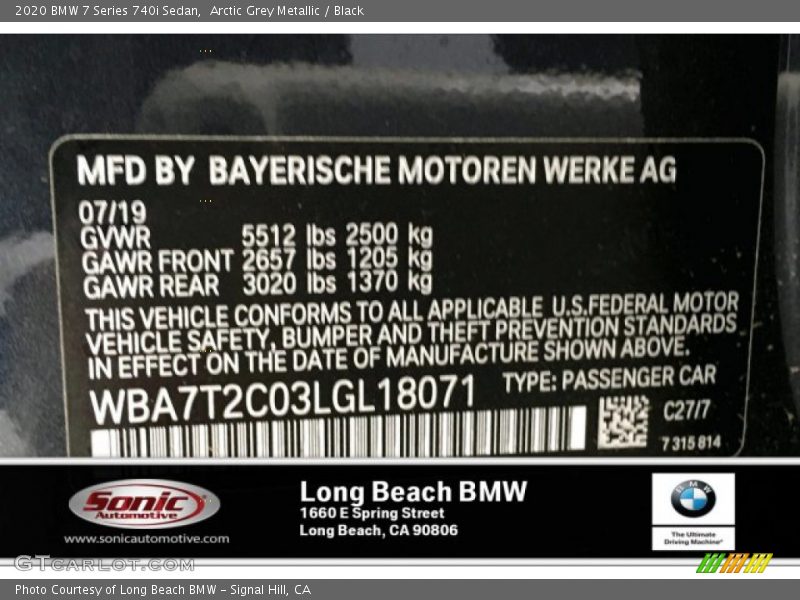 2020 BMW 7 Series 740i Sedan,  Arctic Grey Metallic / Black
MFD BY BAYERISCHE MOTOREN WERKE AG
07/19
GVWR 5512 lbs 2500 kg
GAWR FRONT 2657 lbs 1205 kg
GAWR REAR 3020 lbs 1370 kg
THIS VEHICLE CONFORMS TO ALL APPLICABLE U.S.FEDERAL MOTOR
VEHICLE SAFETY, BUMPER AND THEFT PREVENTION STANDARDS
IN EFFECT ON THE DATE OF MANUFACTURE SHOWN ABOVE.
WBA7T2C03LGL18071 TYPE: PASSENGER CAR
C27/7
7 315 814
Sonic
Automotive
www.sonicautomotive.com
Long Beach BMW
1660 E Spring Street
Long Beach, CA 90806
BMW
The Ultimate
Driving Machine®
GTcarlot.com
Photo Courtesy of Long Beach BMW – Signal Hill, CA